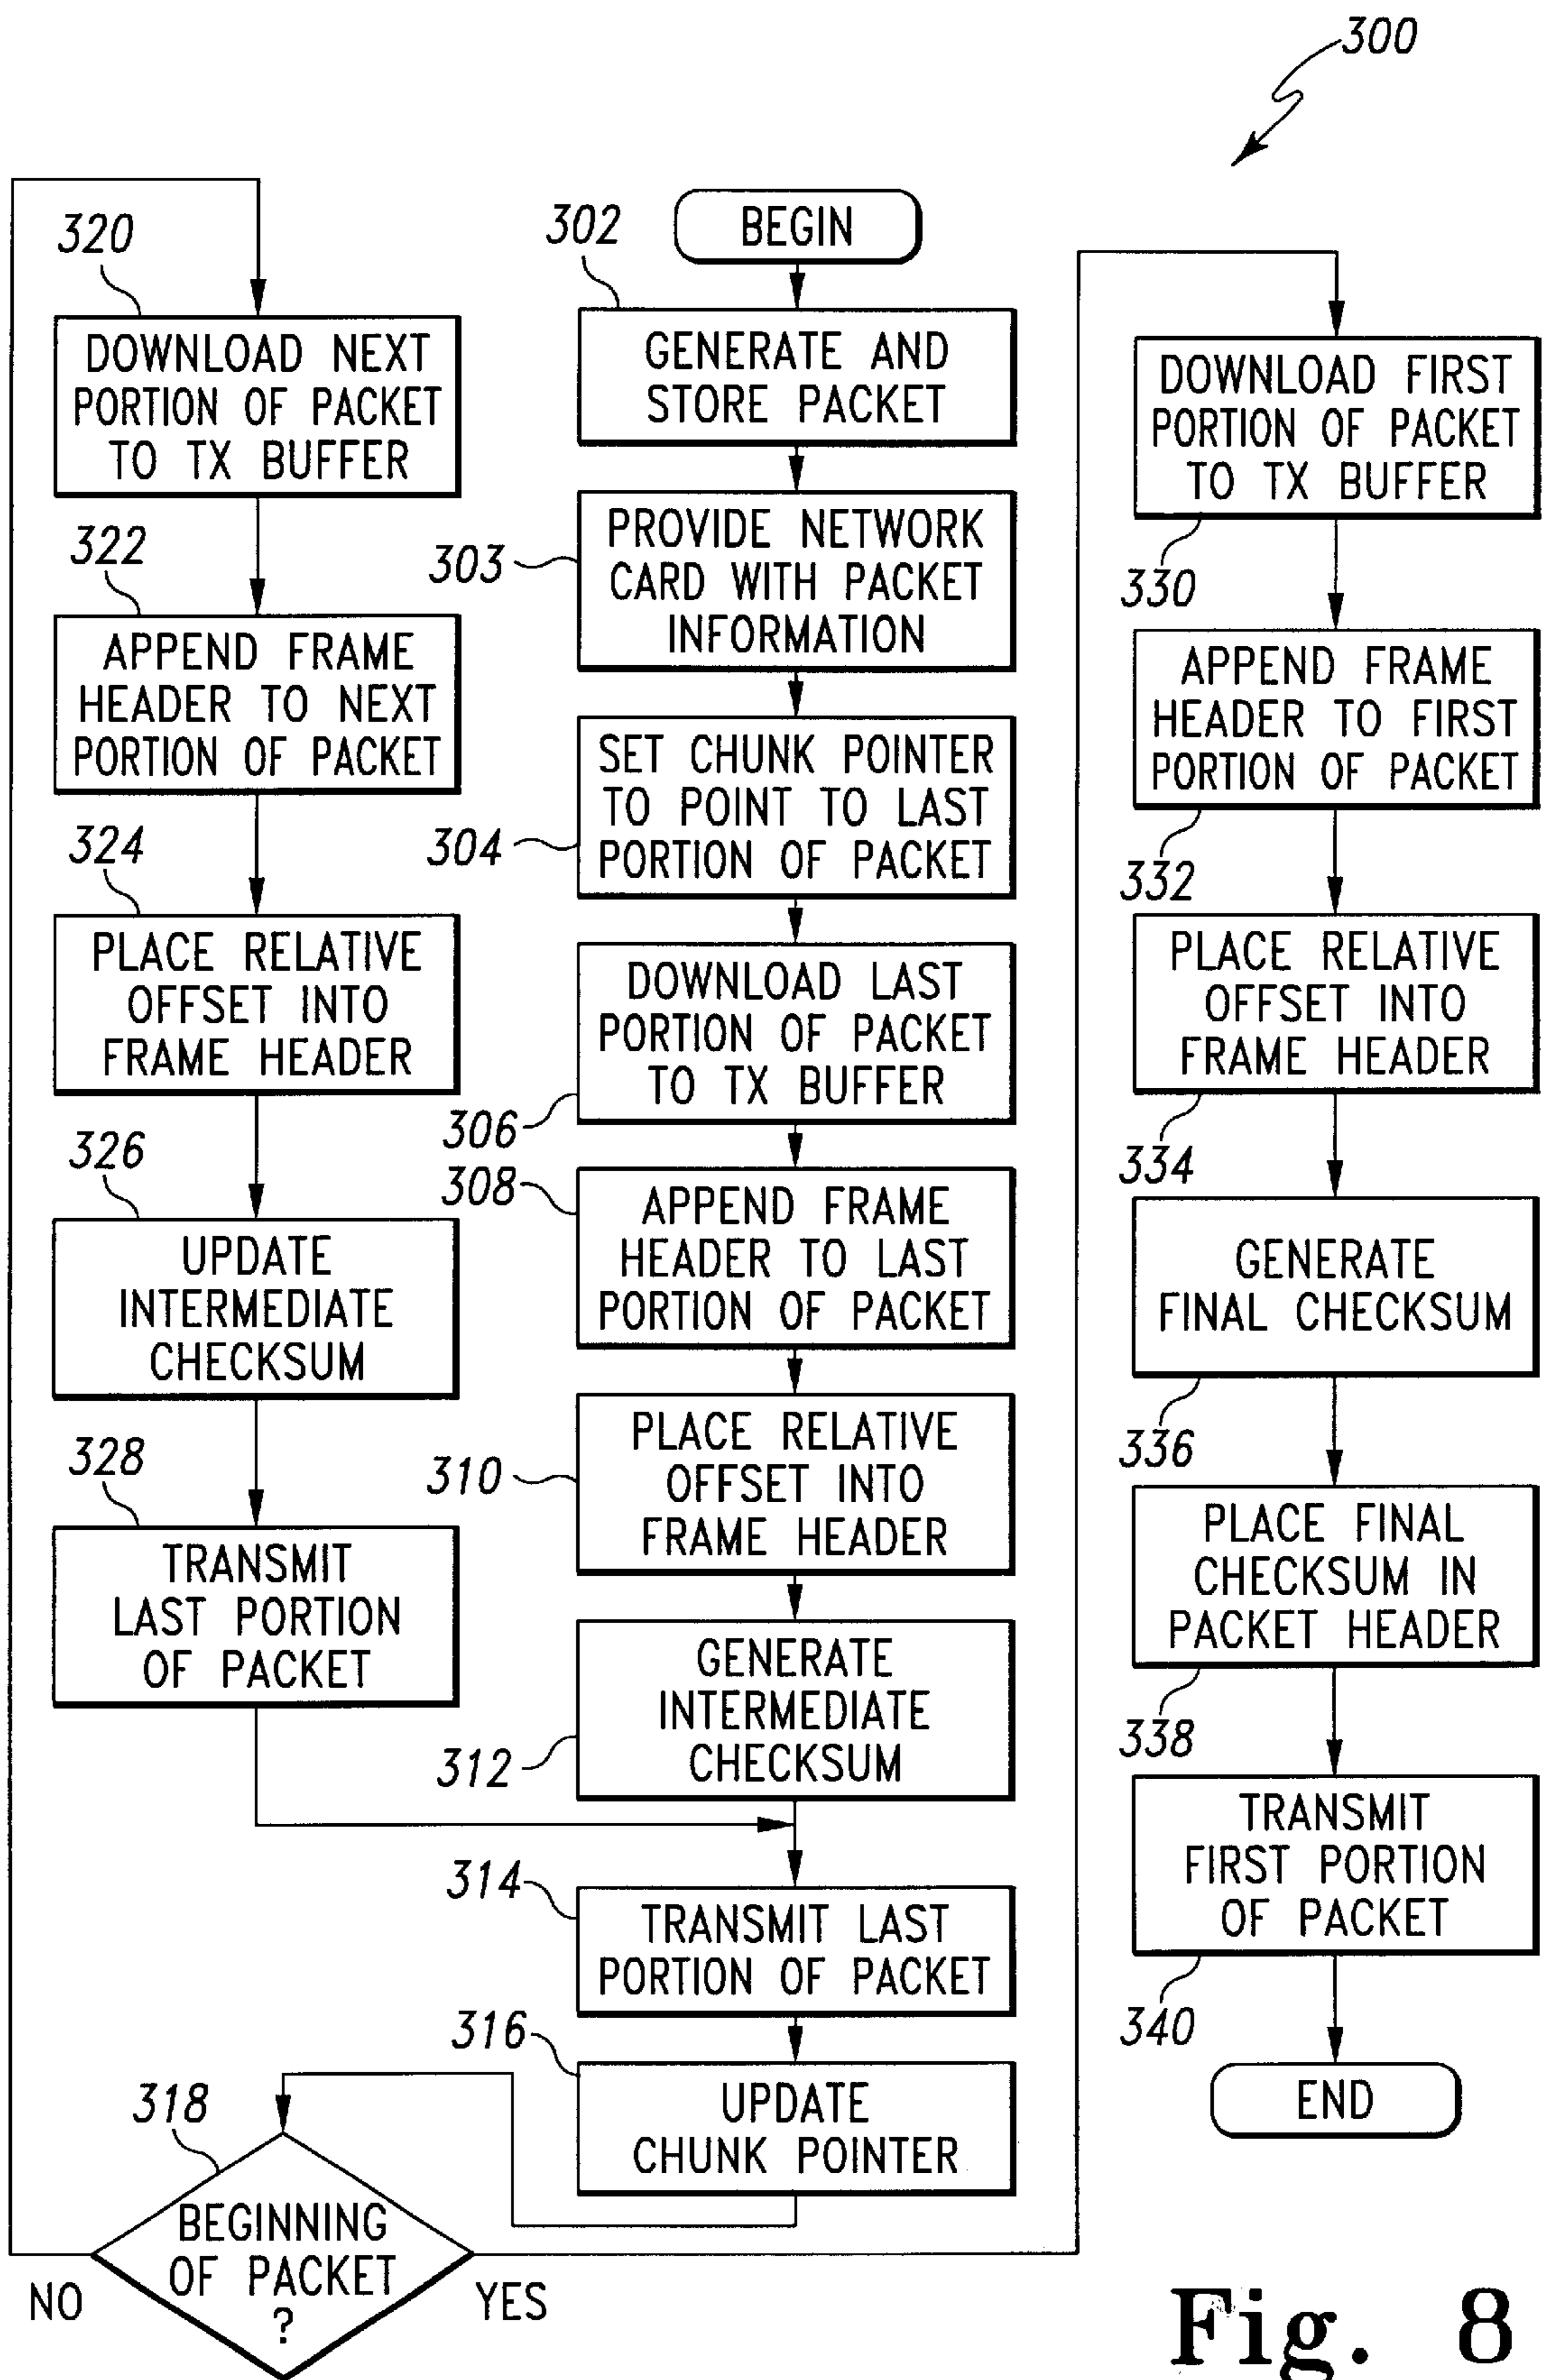 300
BEGIN
302
GENERATE AND
STORE PACKET
303
PROVIDE NETWORK
CARD WITH PACKET
INFORMATION
304
SET CHUNK POINTER
TO POINT TO LAST
PORTION OF PACKET
306
DOWNLOAD LAST
PORTION OF PACKET
TO TX BUFFER
308
APPEND FRAME
HEADER TO LAST
PORTION OF PACKET
310
PLACE RELATIVE
OFFSET INTO
FRAME HEADER
312
GENERATE
INTERMEDIATE
CHECKSUM
314
TRANSMIT LAST
PORTION OF PACKET
316
UPDATE
CHUNK POINTER
318
BEGINNING
OF PACKET
?
NO
YES
320
DOWNLOAD NEXT
PORTION OF PACKET
TO TX BUFFER
322
APPEND FRAME
HEADER TO NEXT
PORTION OF PACKET
324
PLACE RELATIVE
OFFSET INTO
FRAME HEADER
326
UPDATE
INTERMEDIATE
CHECKSUM
328
TRANSMIT
LAST PORTION
OF PACKET
DOWNLOAD FIRST
PORTION OF PACKET
TO TX BUFFER
330
APPEND FRAME
HEADER TO FIRST
PORTION OF PACKET
332
PLACE RELATIVE
OFFSET INTO
FRAME HEADER
334
GENERATE
FINAL CHECKSUM
336
PLACE FINAL
CHECKSUM IN
PACKET HEADER
338
TRANSMIT
FIRST PORTION
OF PACKET
340
END
Fig. 8